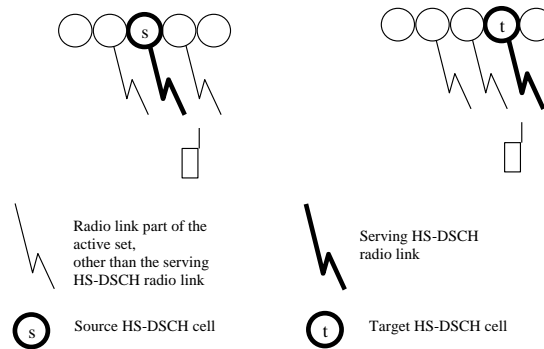 s
t
Radio link part of the
active set,
other than the serving
HS-DSCH radio link
Serving HS-DSCH
radio link
s
Source HS-DSCH cell
t
Target HS-DSCH cell